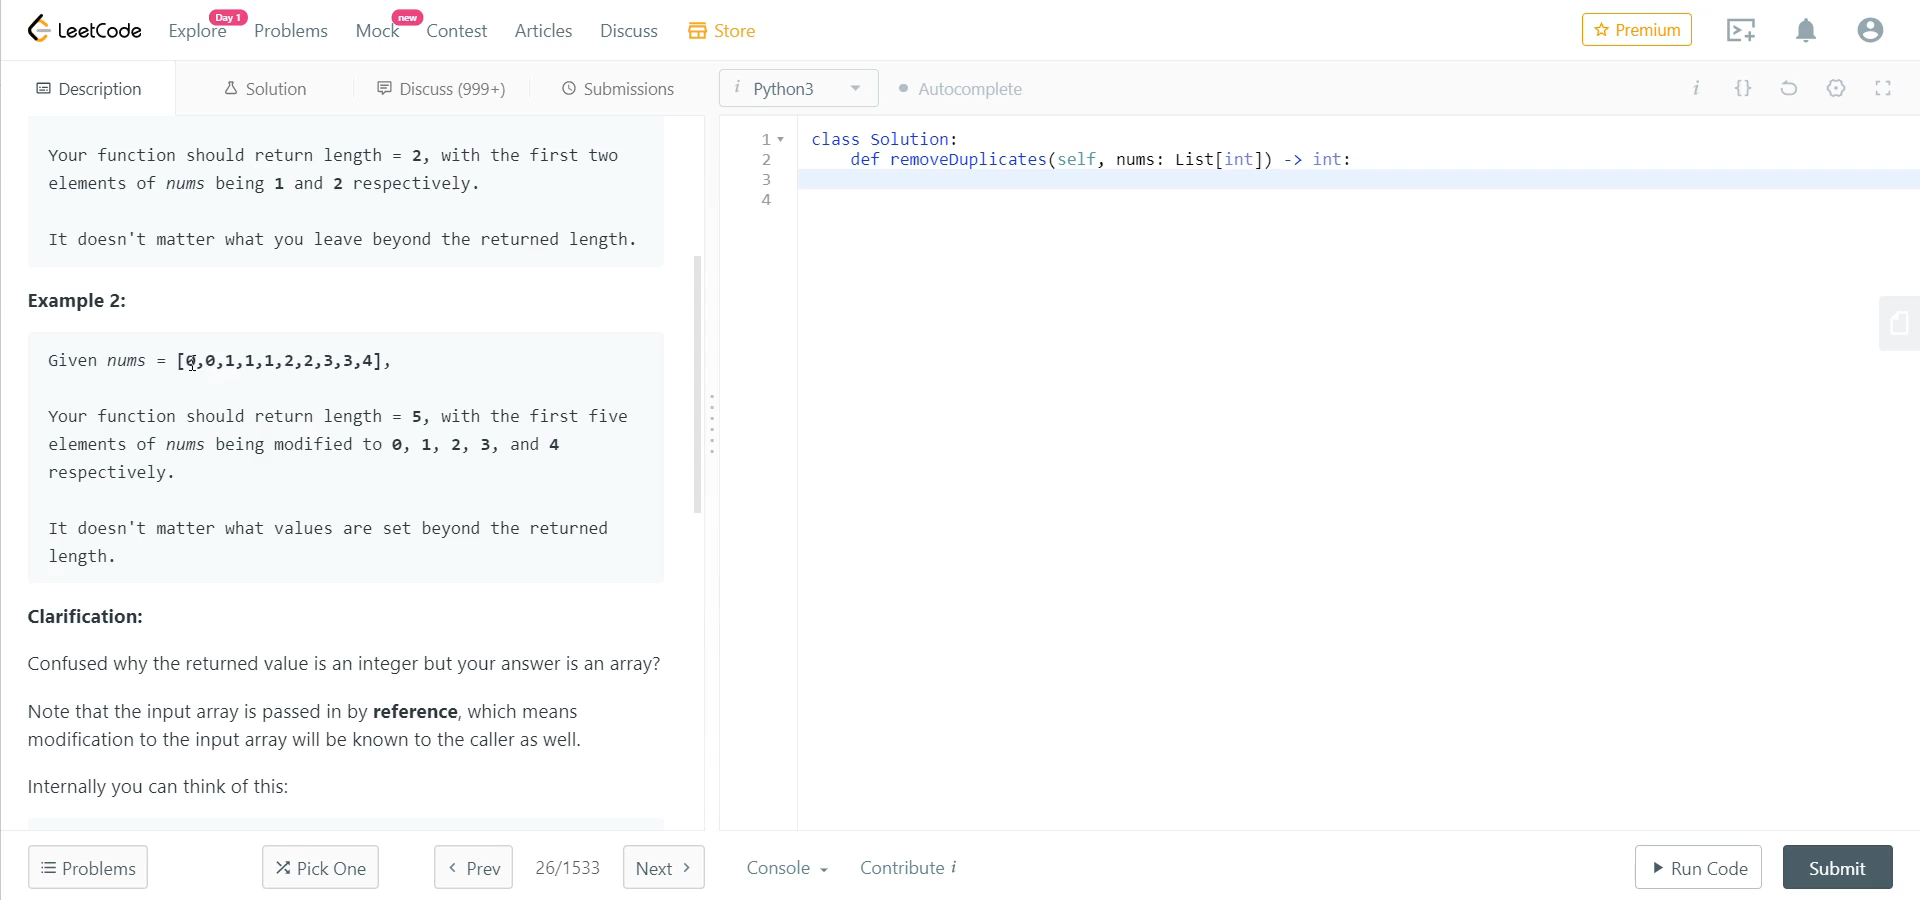 LeetCode
Explore
Day 1
Problems
Mock
new
Contest
Articles
Discuss
Store
Premium
Description
Solution
Discuss (999+)
Submissions
i Python3
Autocomplete
i
{}
Your function should return length = 2, with the first two
elements of nums being 1 and 2 respectively.
It doesn't matter what you leave beyond the returned length.
Example 2:
Given nums = [0,0,1,1,1,2,2,3,3,4],
Your function should return length = 5, with the first five
elements of nums being modified to 0, 1, 2, 3, and 4
respectively.
It doesn't matter what values are set beyond the returned
length.
Clarification:
Confused why the returned value is an integer but your answer is an array?
Note that the input array is passed in by reference, which means
modification to the input array will be known to the caller as well.
Internally you can think of this:
1 class Solution:
2     def removeDuplicates(self, nums: List[int]) -> int:
3
4
Problems
Pick One
< Prev
26/1533
Next >
Console
Contribute i
Run Code
Submit